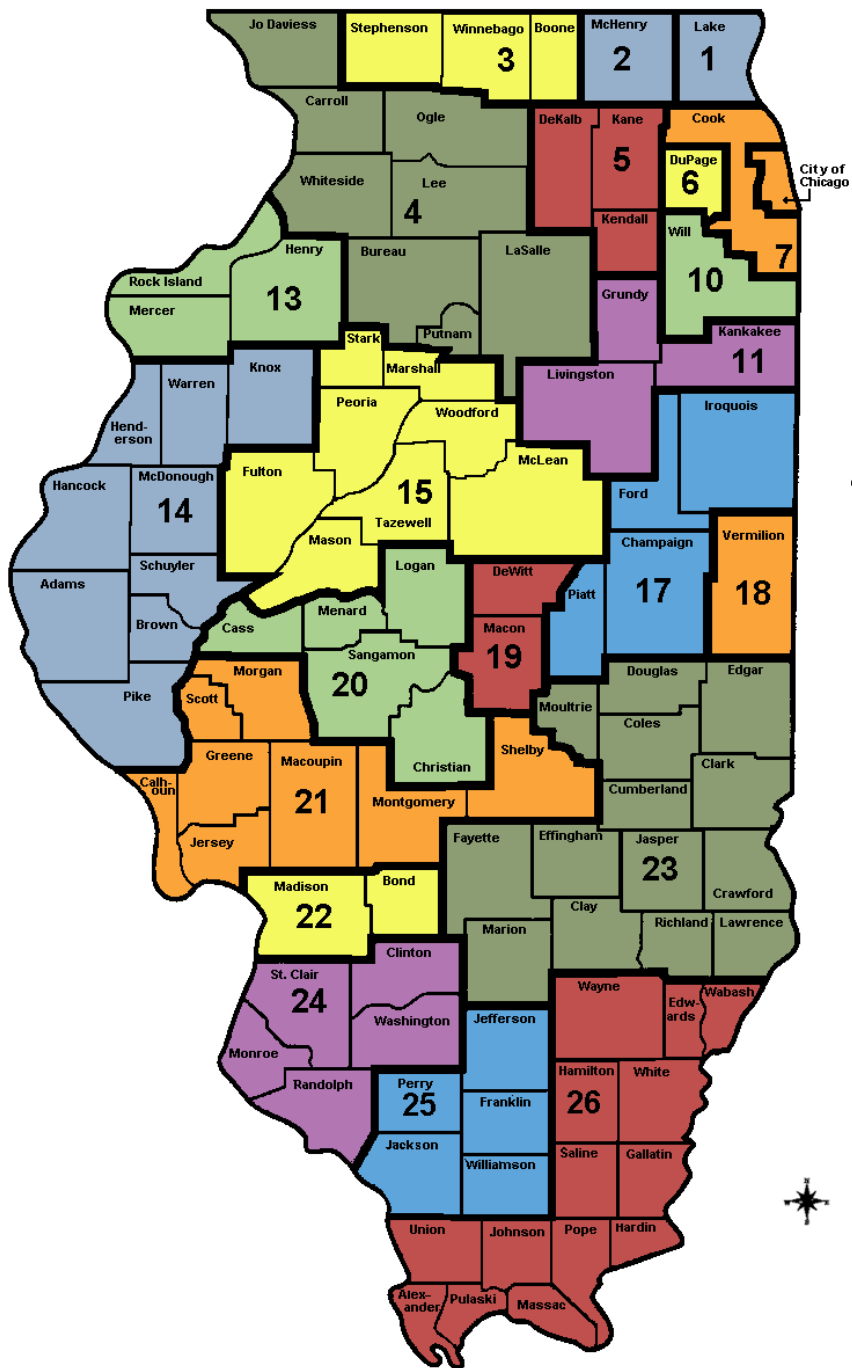 Jo Daviess
Stephenson
Winnebago
Boone
McHenry
Lake
3
2
1
Carroll
Ogle
DeKalb
Kane
Cook
5
DuPage
6
City of
Chicago
Whiteside
Lee
4
Kendall
Will
7
Rock Island
Henry
Bureau
LaSalle
10
13
Mercer
Putnam
Grundy
Kankakee
11
Stark
Marshall
Knox
Warren
Livingston
Peoria
Woodford
Iroquois
Hend-
erson
McLean
Fulton
McDonough
Hancock
14
15
Tazewell
Ford
Mason
Champaign
Vermilion
Adams
Schuyler
Logan
DeWitt
Piatt
17
18
Brown
Cass
Menard
Macon
19
Sangamon
20
Pike
Morgan
Scott
Douglas
Edgar
Moultrie
Coles
Greene
Macoupin
Christian
Shelby
Clark
Calh-
oun
21
Montgomery
Cumberland
Jersey
Fayette
Effingham
Jasper
23
Crawford
Madison
22
Bond
Clay
Richland
Lawrence
Marion
Clinton
St. Clair
24
Wayne
Wabash
Edw-
ards
Washington
Jefferson
Monroe
Randolph
Perry
25
Hamilton
26
White
Franklin
Jackson
Williamson
Saline
Gallatin
Union
Johnson
Pope
Hardin
Alex-
ander
Pulaski
Massac